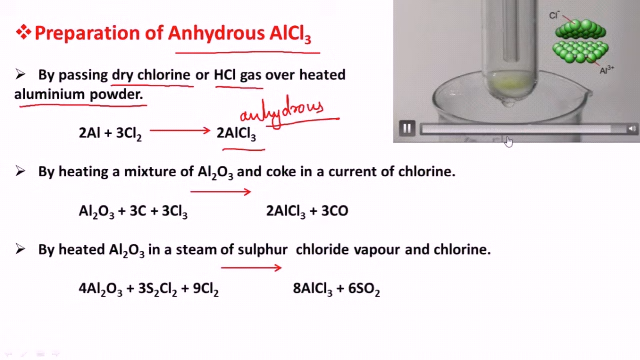 ❖Preparation of Anhydrous AlCl₃
➢ By passing dry chlorine or HCl gas over heated
aluminium powder.
anhydrous
2Al + 3Cl₂ ⟶ 2AlCl₃
➢ By heating a mixture of Al₂O₃ and coke in a current of chlorine.
Al₂O₃ + 3C + 3Cl₃ ⟶ 2AlCl₃ + 3CO
➢ By heated Al₂O₃ in a steam of sulphur chloride vapour and chlorine.
4Al₂O₃ + 3S₂Cl₂ + 9Cl₂ ⟶ 8AlCl₃ + 6SO₂
Cl⁻
Al³⁺